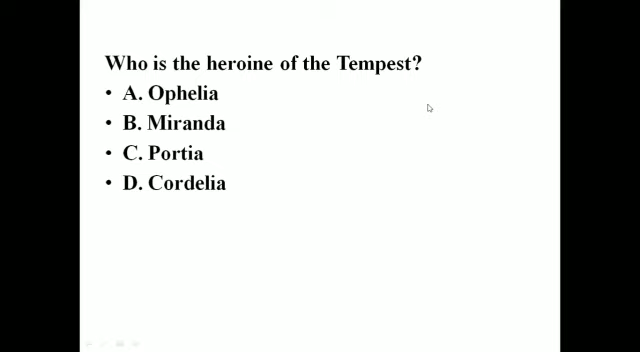 Who is the heroine of the Tempest?
• A. Ophelia
• B. Miranda
• C. Portia
• D. Cordelia